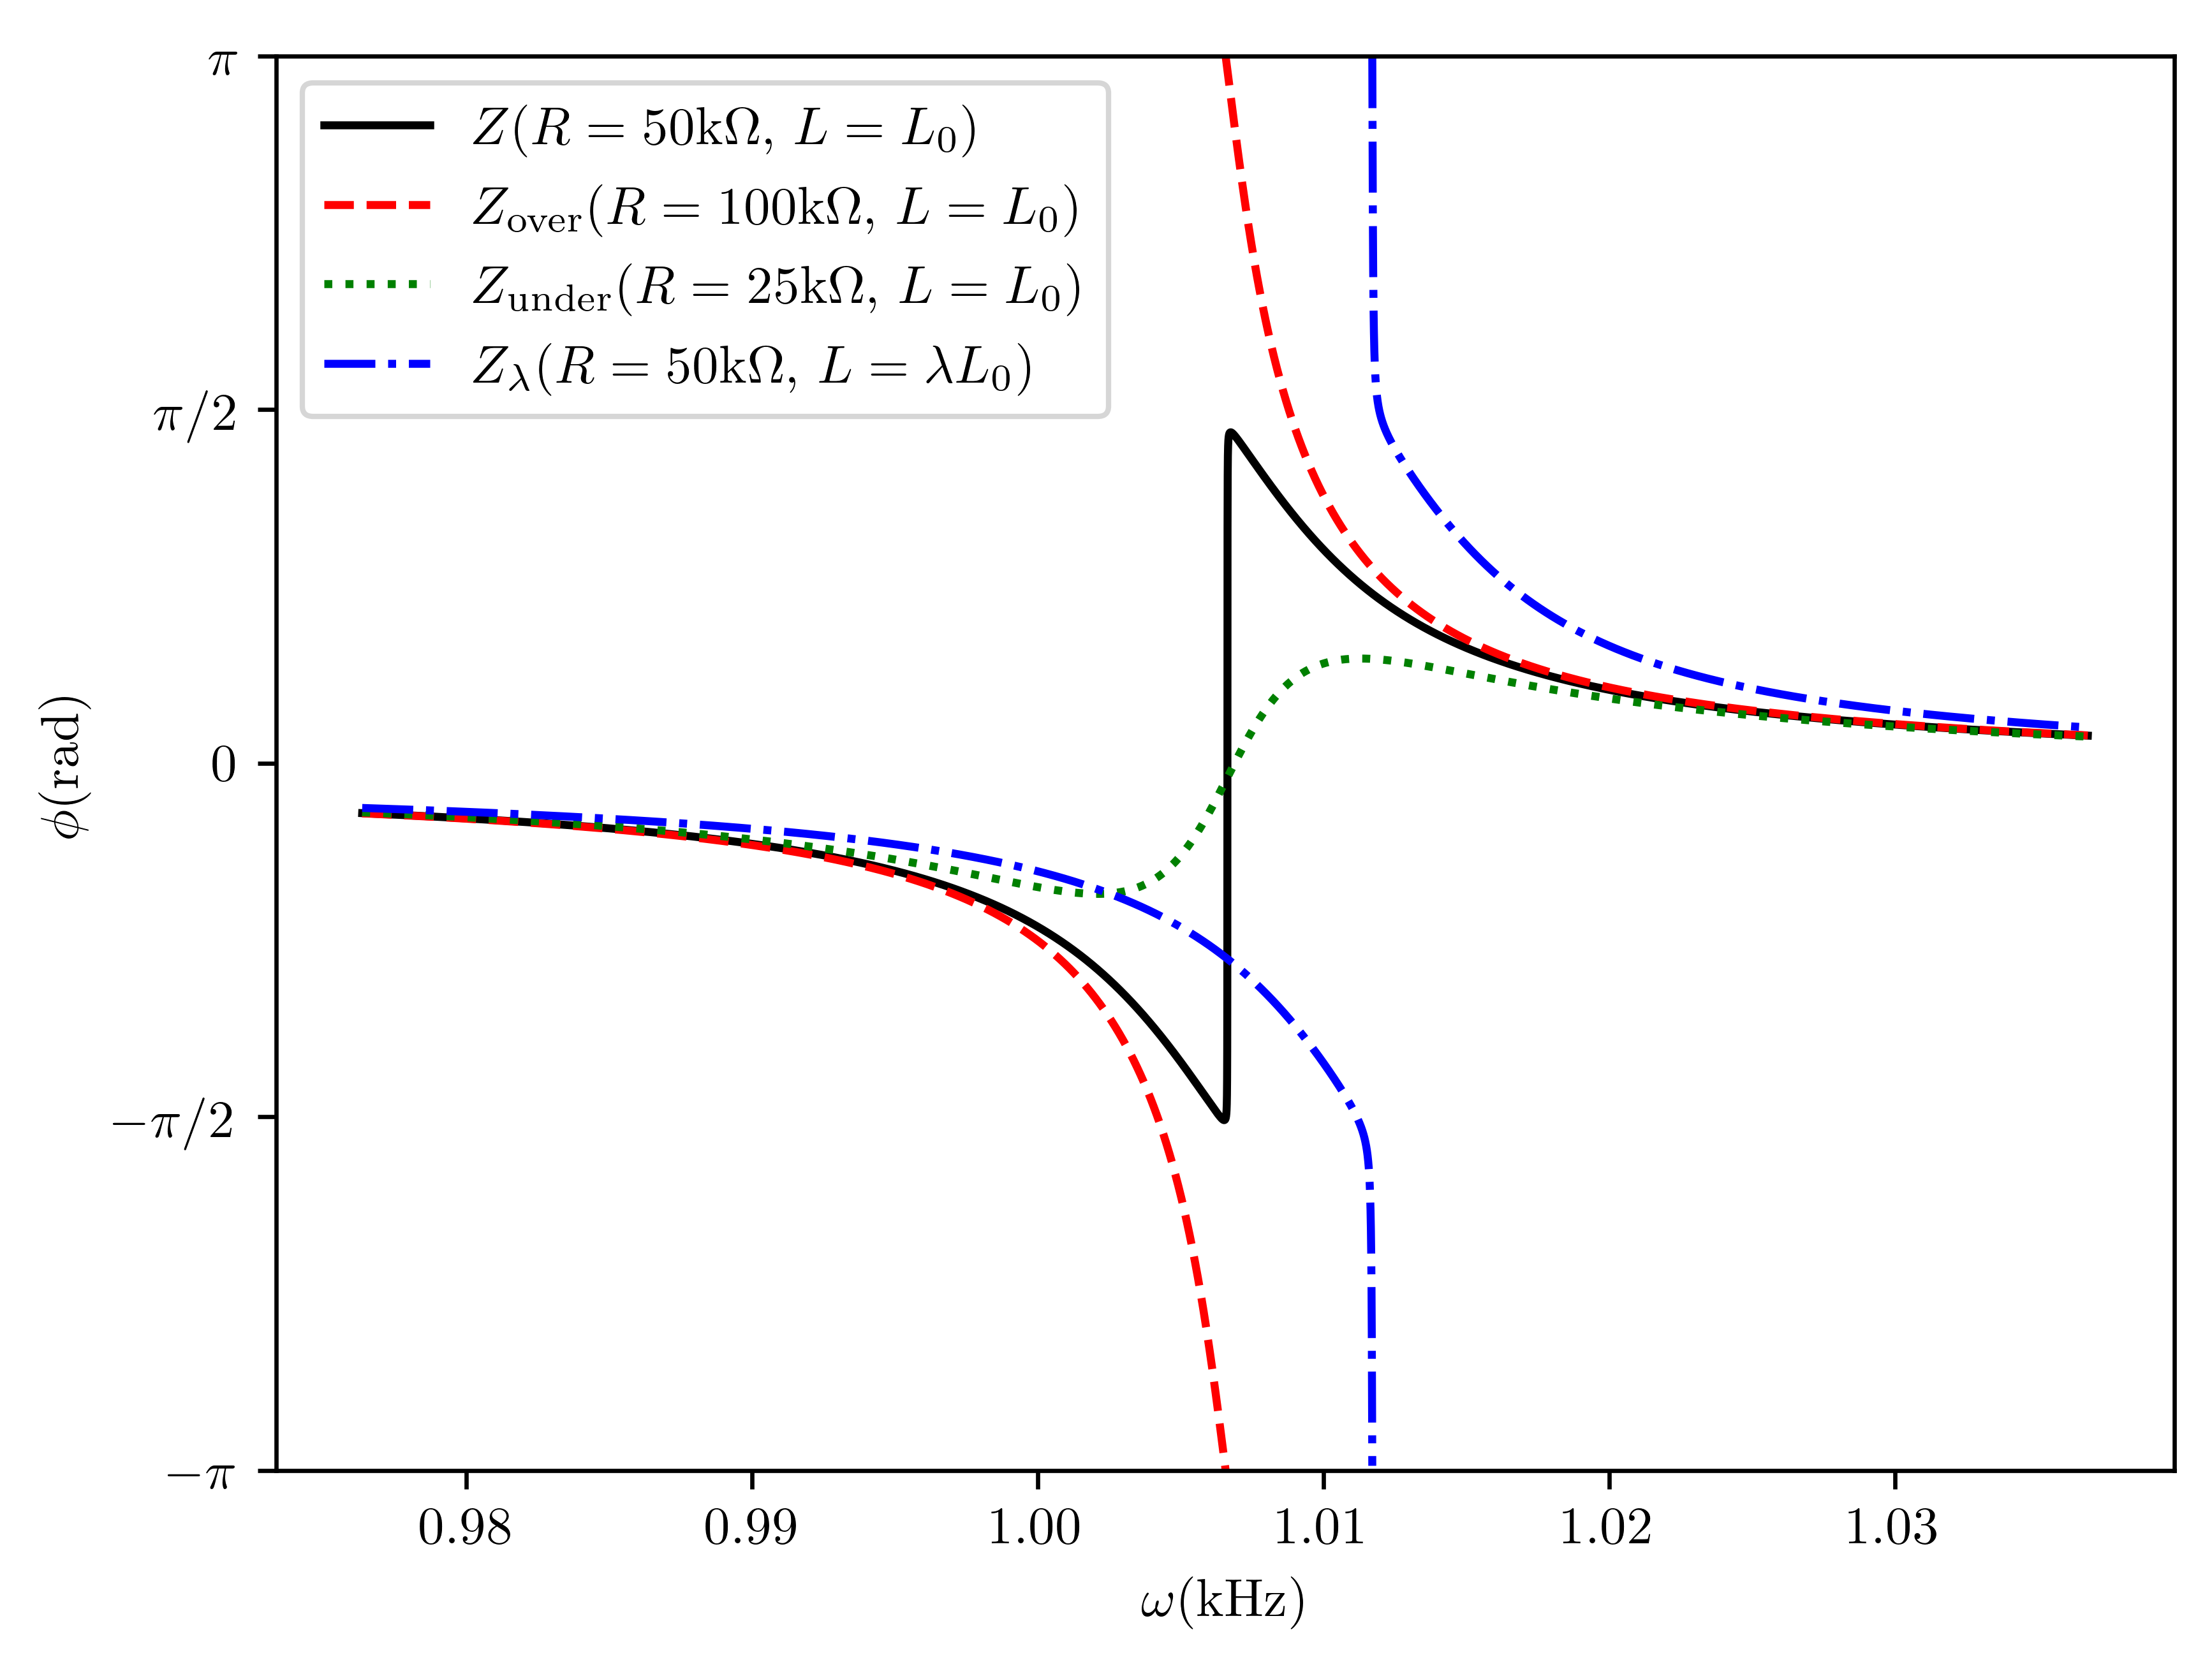 π
π/2
0
−π/2
−π
ϕ(rad)
Z(R = 50kΩ, L = L₀)
Zₒᵥₑᵣ(R = 100kΩ, L = L₀)
Zᵤₙdₑᵣ(R = 25kΩ, L = L₀)
Z_λ(R = 50kΩ, L = λL₀)
0.98 0.99 1.00 1.01 1.02 1.03
ω(kHz)